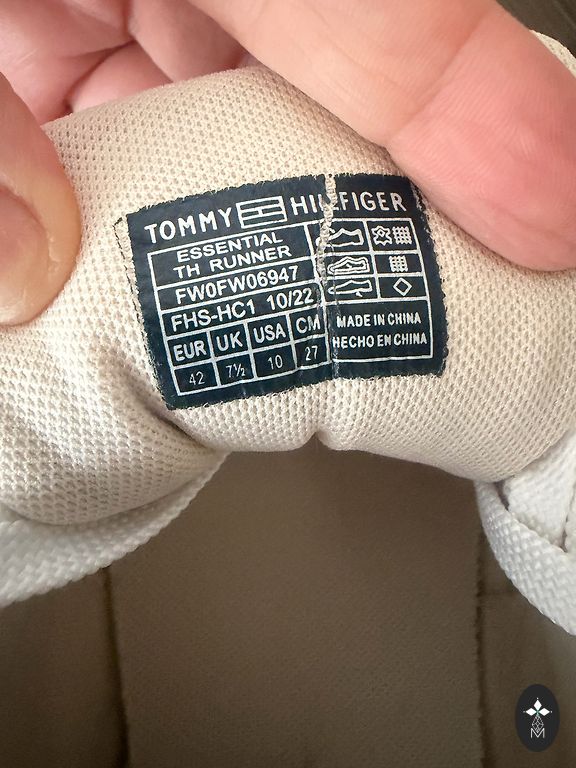 TOMMY HILFIGER
ESSENTIAL
TH RUNNER
FW0FW06947
FHS-HC1 10/22
EUR UK USA CM
42 7½ 10 27
MADE IN CHINA
HECHO EN CHINA
M